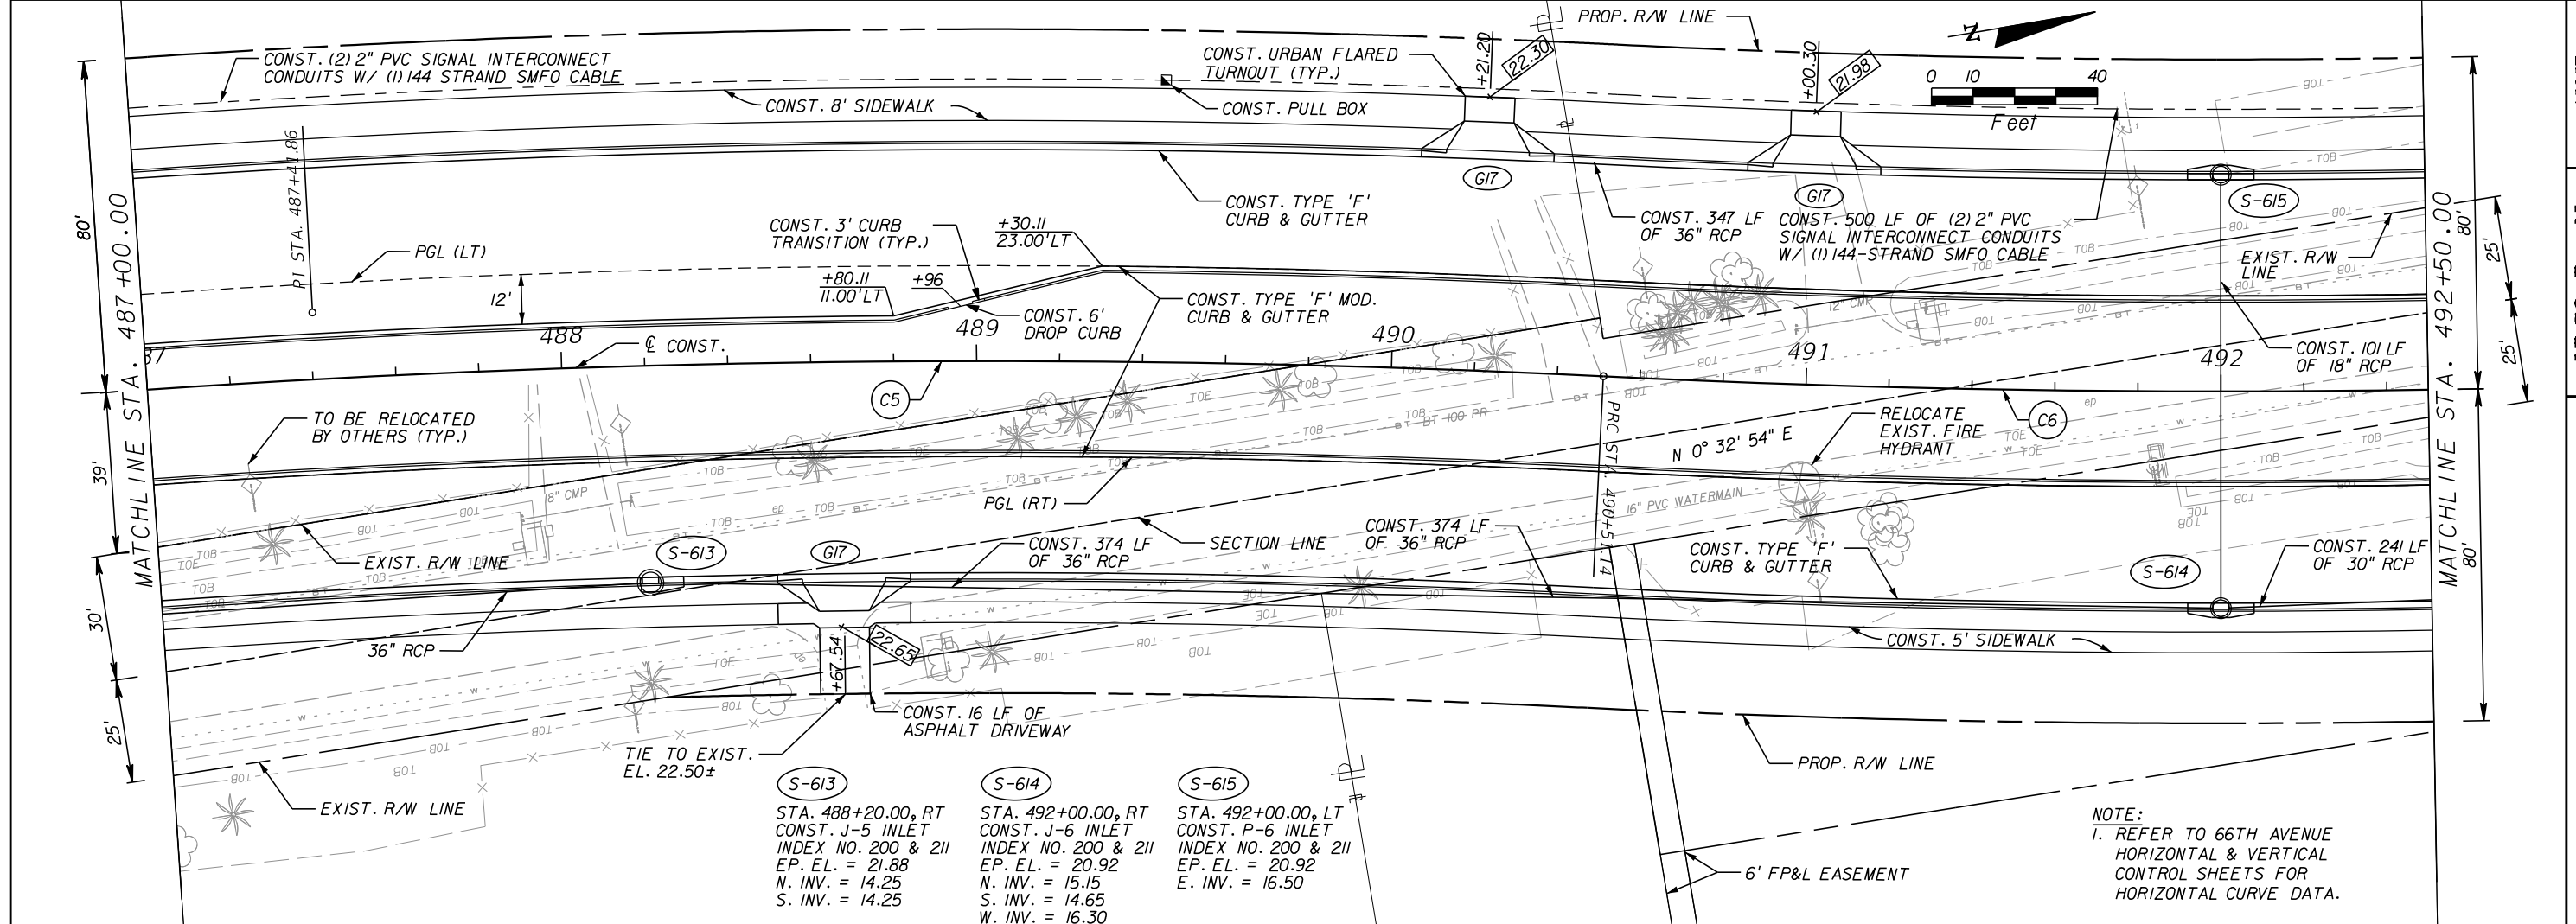 CONST. (2) 2" PVC SIGNAL INTERCONNECT
CONDUITS W/ (1) 144 STRAND SMFO CABLE
CONST. URBAN FLARED
TURNOUT (TYP.)
+21.20
22.30
PROP. R/W LINE
+00.30
21.98
Z
0 10 40
Feet
CONST. 8' SIDEWALK
CONST. PULL BOX
PI STA. 487+41.86
80'
MATCHLINE STA. 487+00.00
39'
30'
25'
PGL (LT)
12'
CONST. 3' CURB
TRANSITION (TYP.)
+30.11
23.00'LT
+80.11
11.00'LT
+96
CONST. 6'
DROP CURB
CONST. TYPE 'F'
CURB & GUTTER
CONST. TYPE 'F' MOD.
CURB & GUTTER
G17
G17
CONST. 347 LF
OF 36" RCP
CONST. 500 LF OF (2) 2" PVC
SIGNAL INTERCONNECT CONDUITS
W/ (1) 144-STRAND SMFO CABLE
S-615
EXIST. R/W
LINE
80'
MATCHLINE STA. 492+50.00
80'
25'
25'
37
488
489
490
491
492
℄ CONST.
C5
C6
12" CMP
CONST. 101 LF
OF 18" RCP
TO BE RELOCATED
BY OTHERS (TYP.)
RELOCATE
EXIST. FIRE
HYDRANT
N 0° 32' 54" E
PRC STA. 490+51.14
BT 100 PR
18" CMP
16" PVC WATERMAIN
PGL (RT)
SECTION LINE
EXIST. R/W LINE
S-613
G17
CONST. 374 LF
OF 36" RCP
CONST. 374 LF
OF 36" RCP
CONST. TYPE 'F'
CURB & GUTTER
S-614
CONST. 241 LF
OF 30" RCP
36" RCP
+67.54
22.65
CONST. 5' SIDEWALK
CONST. 16 LF OF
ASPHALT DRIVEWAY
TIE TO EXIST.
EL. 22.50±
EXIST. R/W LINE
PROP. R/W LINE
6' FP&L EASEMENT
S-613
STA. 488+20.00, RT
CONST. J-5 INLET
INDEX NO. 200 & 211
EP. EL. = 21.88
N. INV. = 14.25
S. INV. = 14.25
S-614
STA. 492+00.00, RT
CONST. J-6 INLET
INDEX NO. 200 & 211
EP. EL. = 20.92
N. INV. = 15.15
S. INV. = 14.65
W. INV. = 16.30
S-615
STA. 492+00.00, LT
CONST. P-6 INLET
INDEX NO. 200 & 211
EP. EL. = 20.92
E. INV. = 16.50
NOTE:
1. REFER TO 66TH AVENUE
HORIZONTAL & VERTICAL
CONTROL SHEETS FOR
HORIZONTAL CURVE DATA.